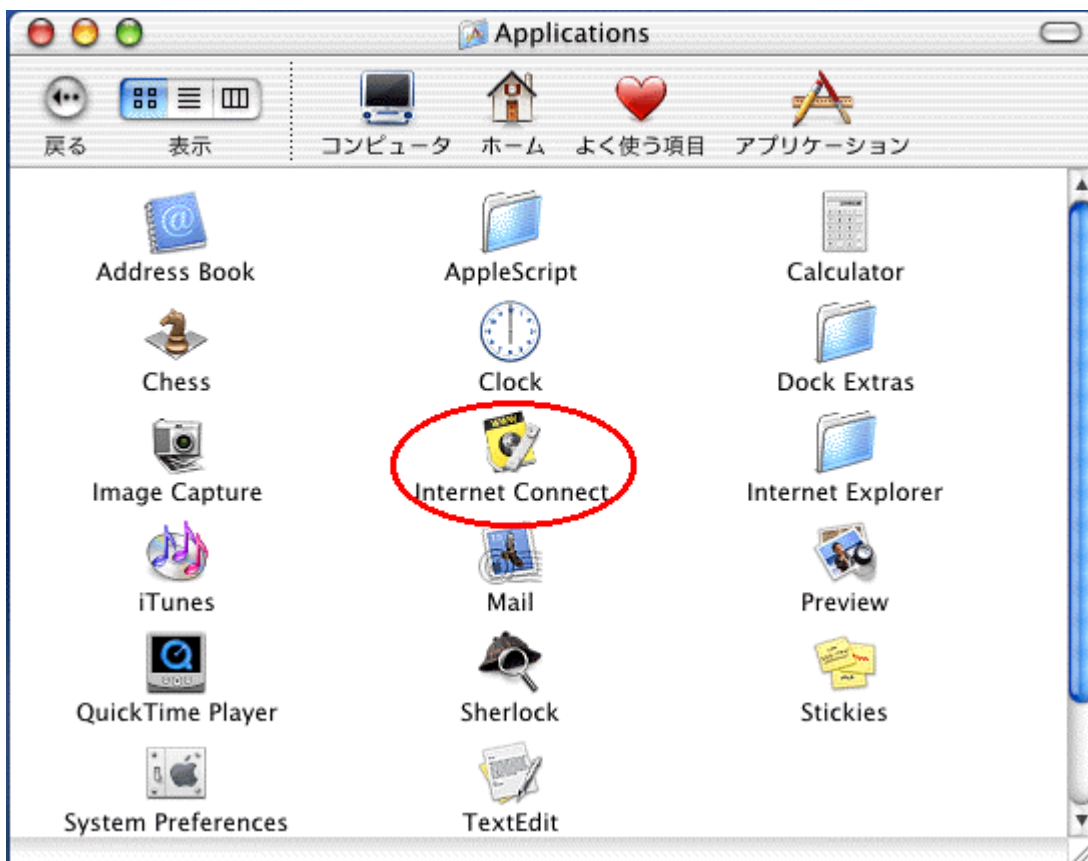 Applications
戻る 表示 コンピュータ ホーム よく使う項目 アプリケーション
Address Book AppleScript Calculator
Chess Clock Dock Extras
WWW
Image Capture Internet Connect Internet Explorer
iTunes Mail Preview
QuickTime Player Sherlock Stickies
System Preferences TextEdit